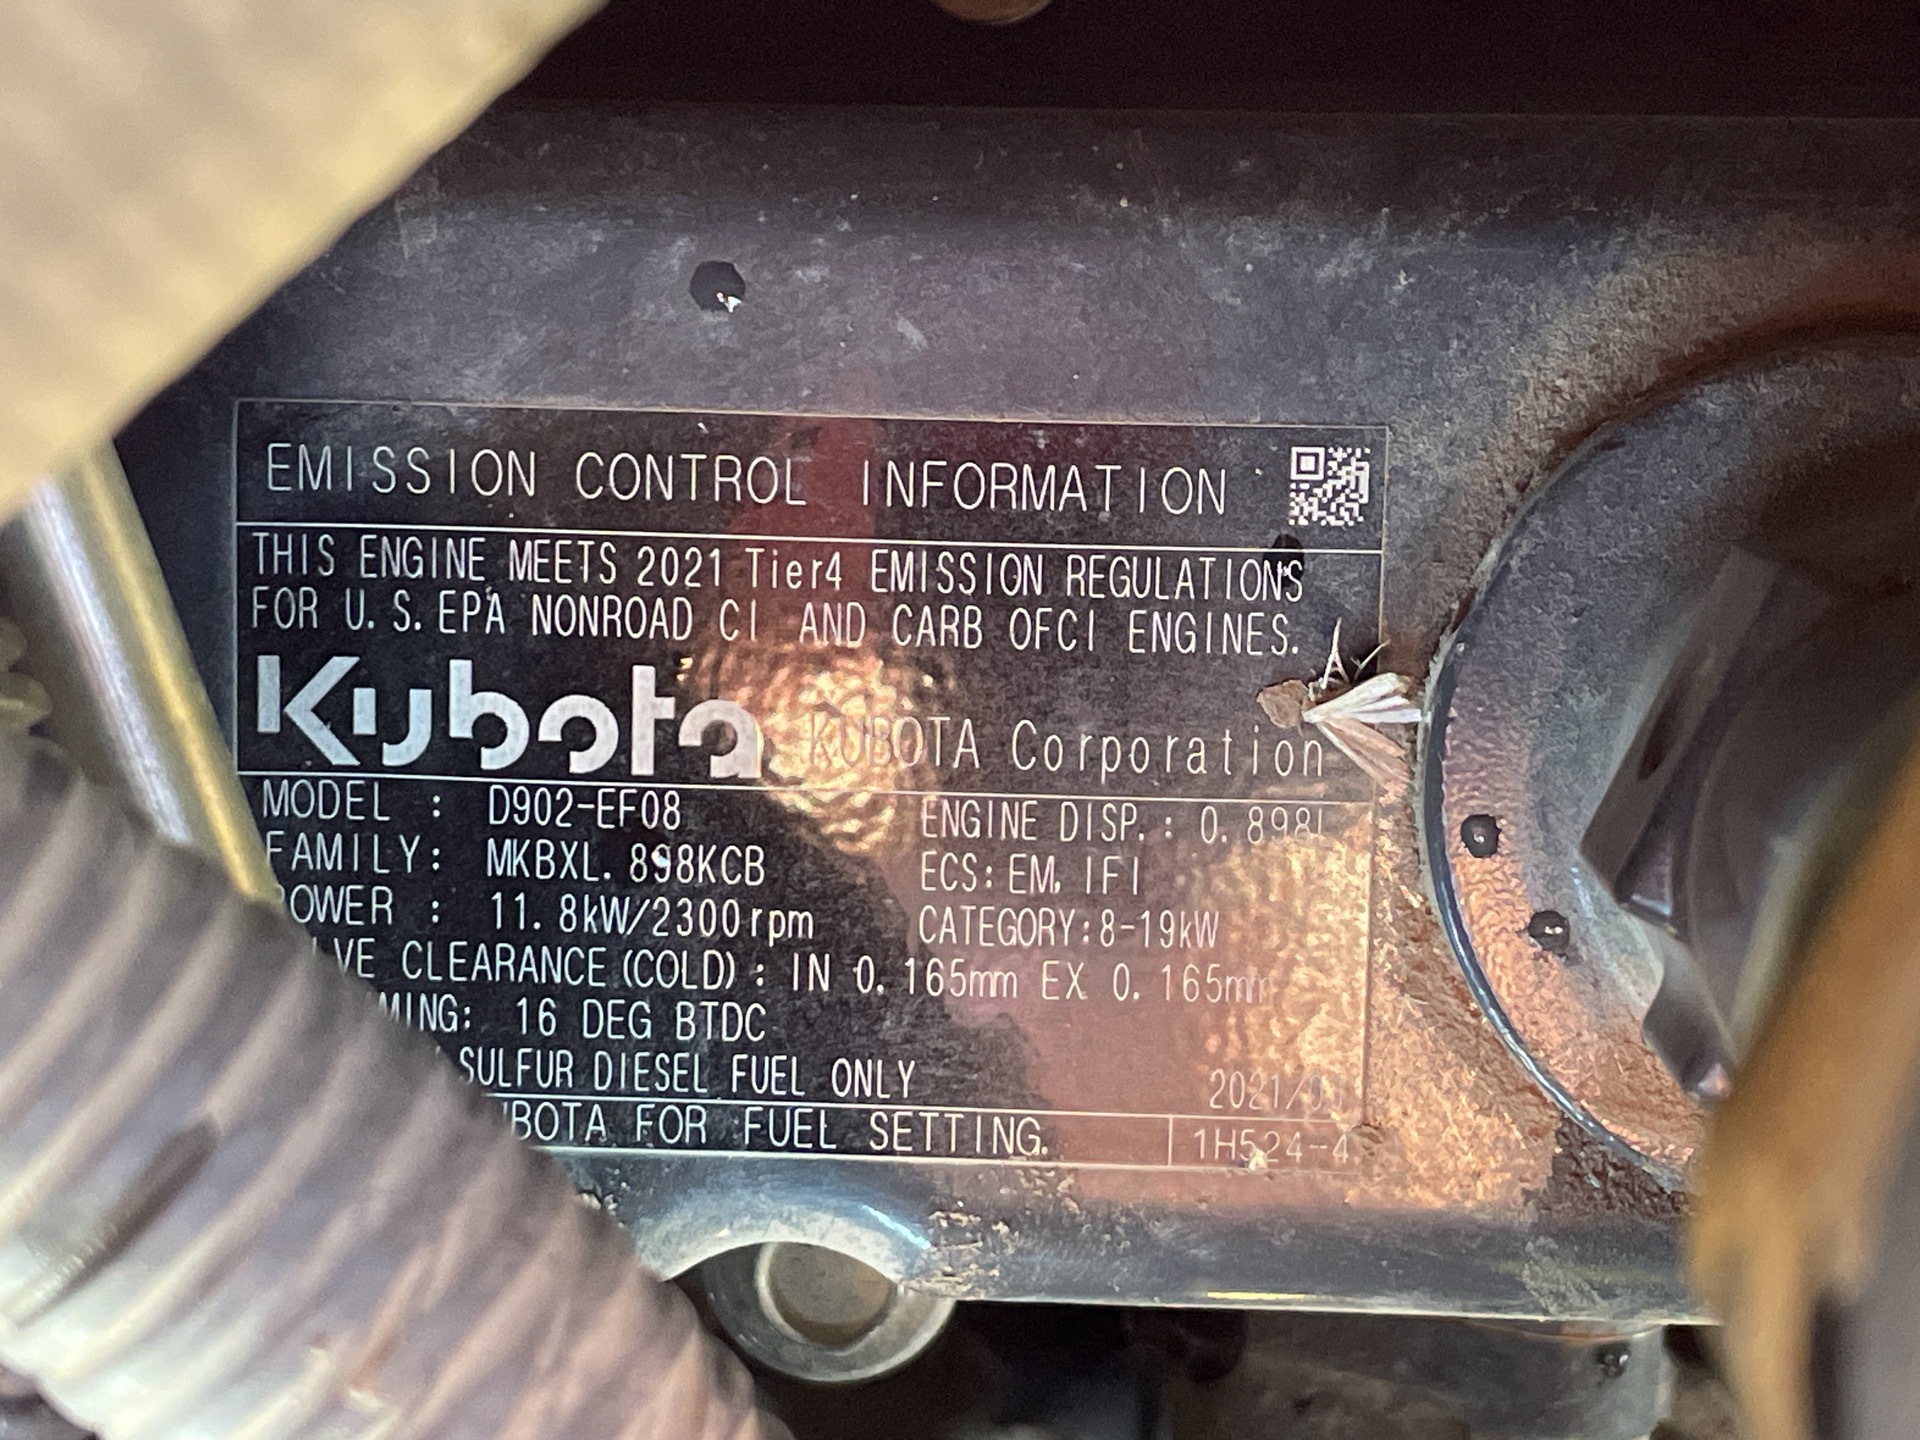 EMISSION CONTROL INFORMATION
THIS ENGINE MEETS 2021 Tier4 EMISSION REGULATIONS
FOR U.S.EPA NONROAD CI AND CARB OFCI ENGINES.
Kubota KUBOTA Corporation
MODEL : D902-EF08 ENGINE DISP.: 0.898L
FAMILY: MKBXL.898KCB ECS:EM, IFI
POWER : 11.8kW/2300rpm CATEGORY:8-19kW
CLEARANCE(COLD): IN 0.165mm EX 0.165mm
16 DEG BTDC
SULFUR DIESEL FUEL ONLY
FOR FUEL SETTING. 1H524-4